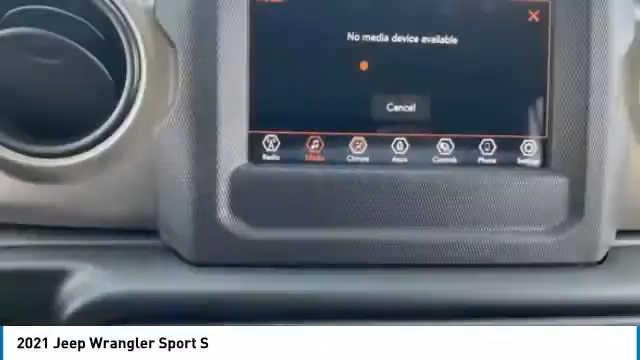 No media device available
Cancel
Radio Media Climate Apps Controls Phone Settings
2021 Jeep Wrangler Sport S